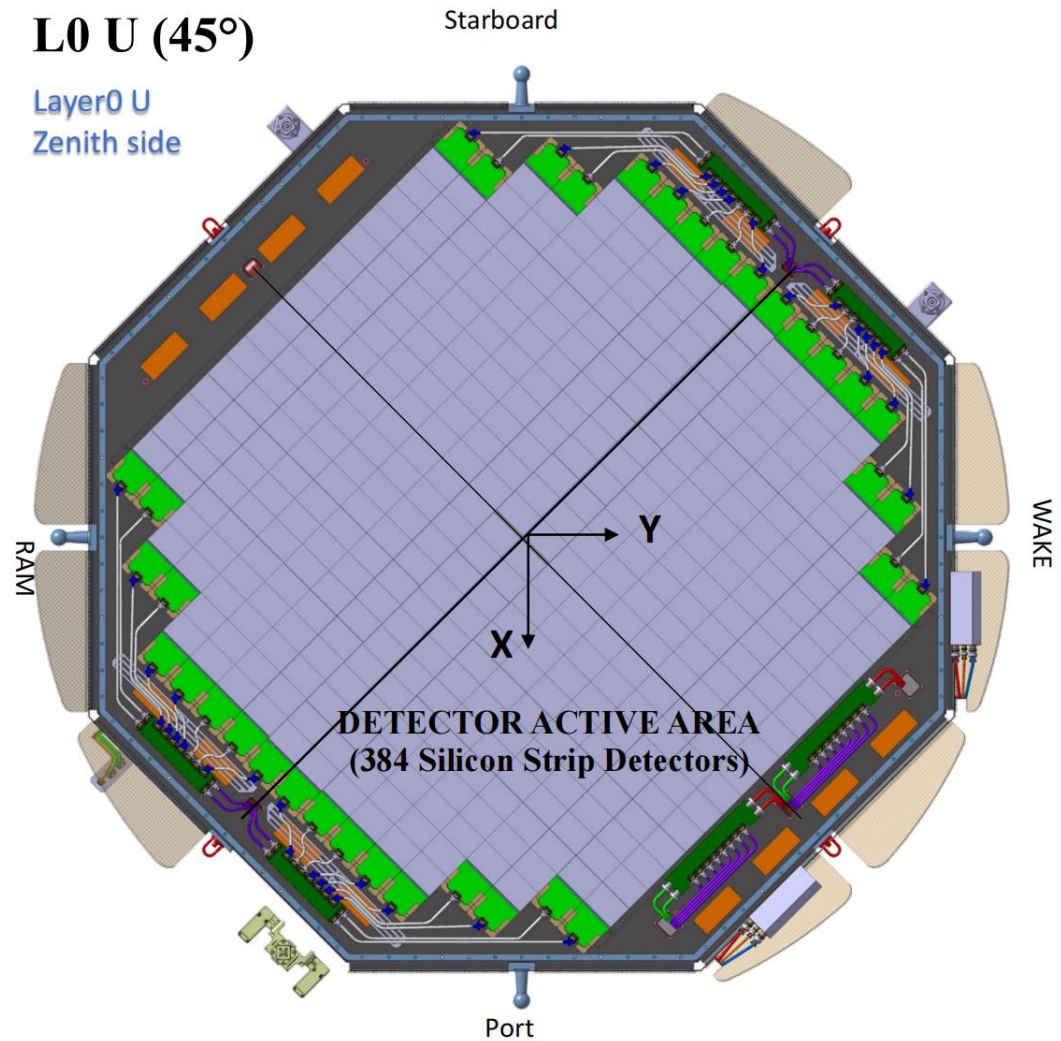 L0 U (45°)
Starboard
Layer0 U
Zenith side
WAKE
RAM
Y
X
DETECTOR ACTIVE AREA
(384 Silicon Strip Detectors)
Port